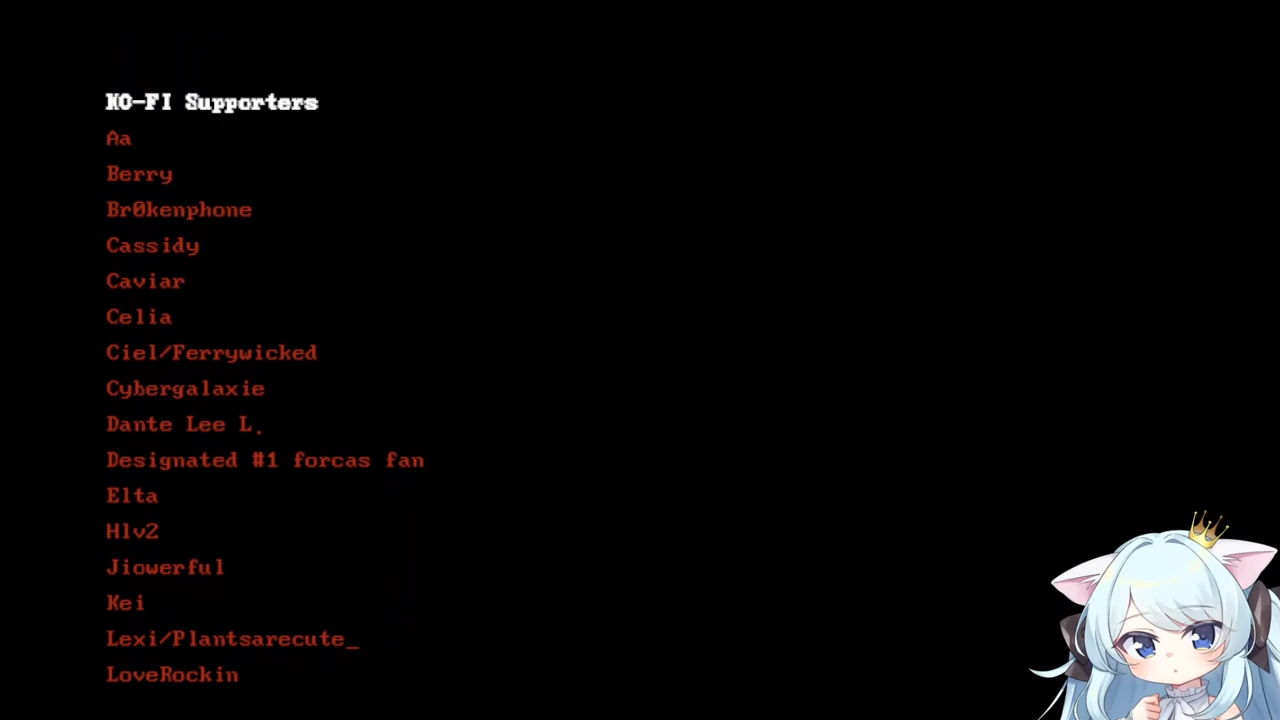 KO-FI Supporters
Aa
Berry
Br0kenphone
Cassidy
Caviar
Celia
Ciel/Ferrywicked
Cybergalaxie
Dante Lee L.
Designated #1 forcas fan
Elta
Hlv2
Jiowerful
Kei
Lexi/Plantsarecute_
LoveRockin